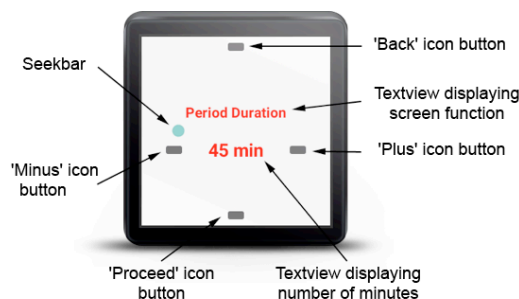 'Back' icon button
Seekbar
Textview displaying
screen function
Period Duration
'Minus' icon
button
45 min
'Plus' icon button
'Proceed' icon
button
Textview displaying
number of minutes